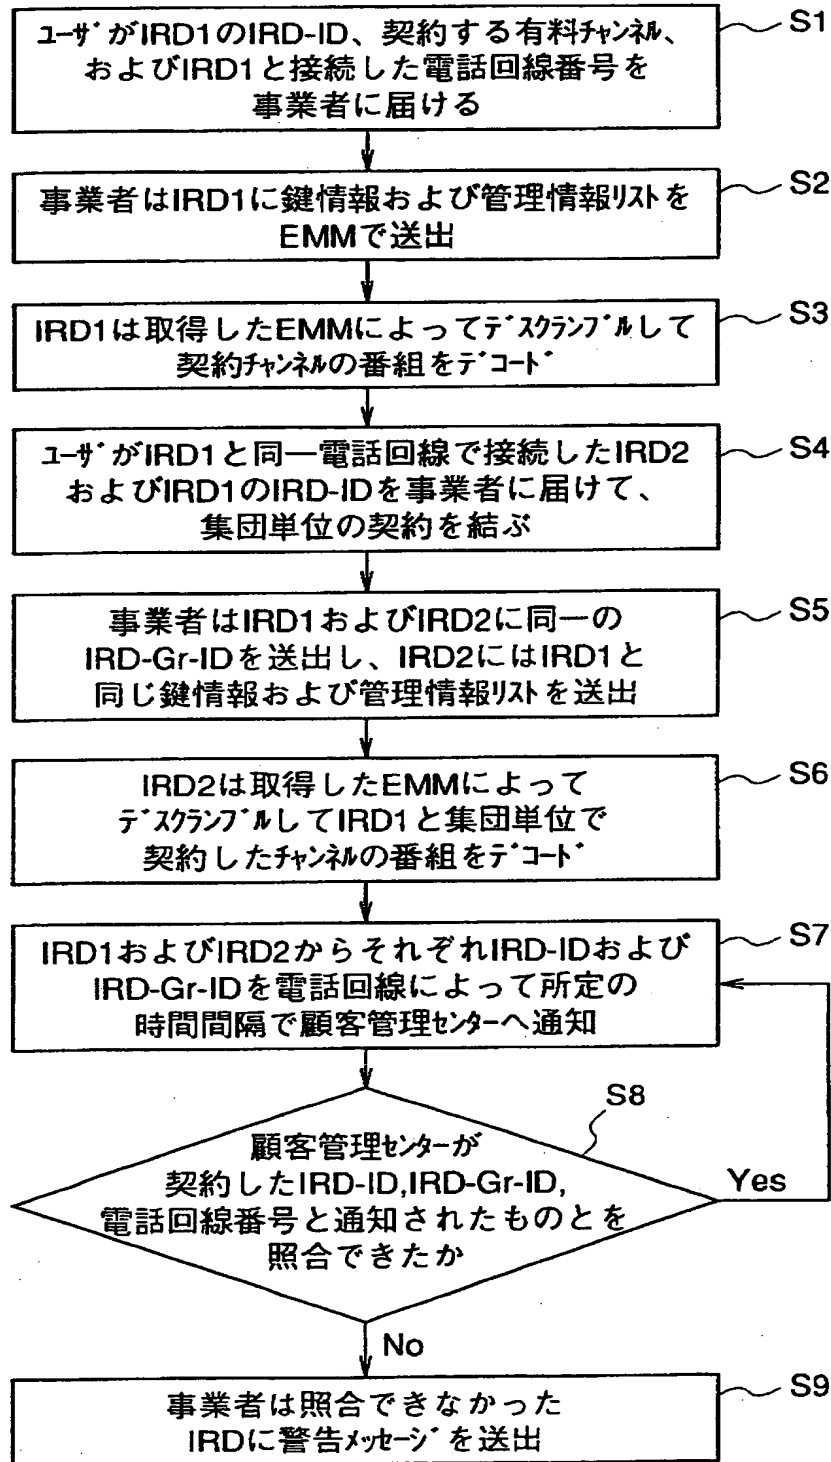 ﾕｰｻﾞがIRD1のIRD-ID、契約する有料ﾁｬﾝﾈﾙ、
およびIRD1と接続した電話回線番号を
事業者に届ける
S1
事業者はIRD1に鍵情報および管理情報ﾘｽﾄを
EMMで送出
S2
IRD1は取得したEMMによってﾃﾞｽｸﾗﾝﾌﾞﾙして
契約ﾁｬﾝﾈﾙの番組をﾃﾞｺｰﾄﾞ
S3
ﾕｰｻﾞがIRD1と同一電話回線で接続したIRD2
およびIRD1のIRD-IDを事業者に届けて、
集団単位の契約を結ぶ
S4
事業者はIRD1およびIRD2に同一の
IRD-Gr-IDを送出し、IRD2にはIRD1と
同じ鍵情報および管理情報ﾘｽﾄを送出
S5
IRD2は取得したEMMによって
ﾃﾞｽｸﾗﾝﾌﾞﾙしてIRD1と集団単位で
契約したﾁｬﾝﾈﾙの番組をﾃﾞｺｰﾄﾞ
S6
IRD1およびIRD2からそれぞれIRD-IDおよび
IRD-Gr-IDを電話回線によって所定の
時間間隔で顧客管理ｾﾝﾀｰへ通知
S7
顧客管理ｾﾝﾀｰが
契約したIRD-ID,IRD-Gr-ID,
電話回線番号と通知されたものとを
照合できたか
S8
Yes
No
事業者は照合できなかった
IRDに警告ﾒｯｾｰｼﾞを送出
S9